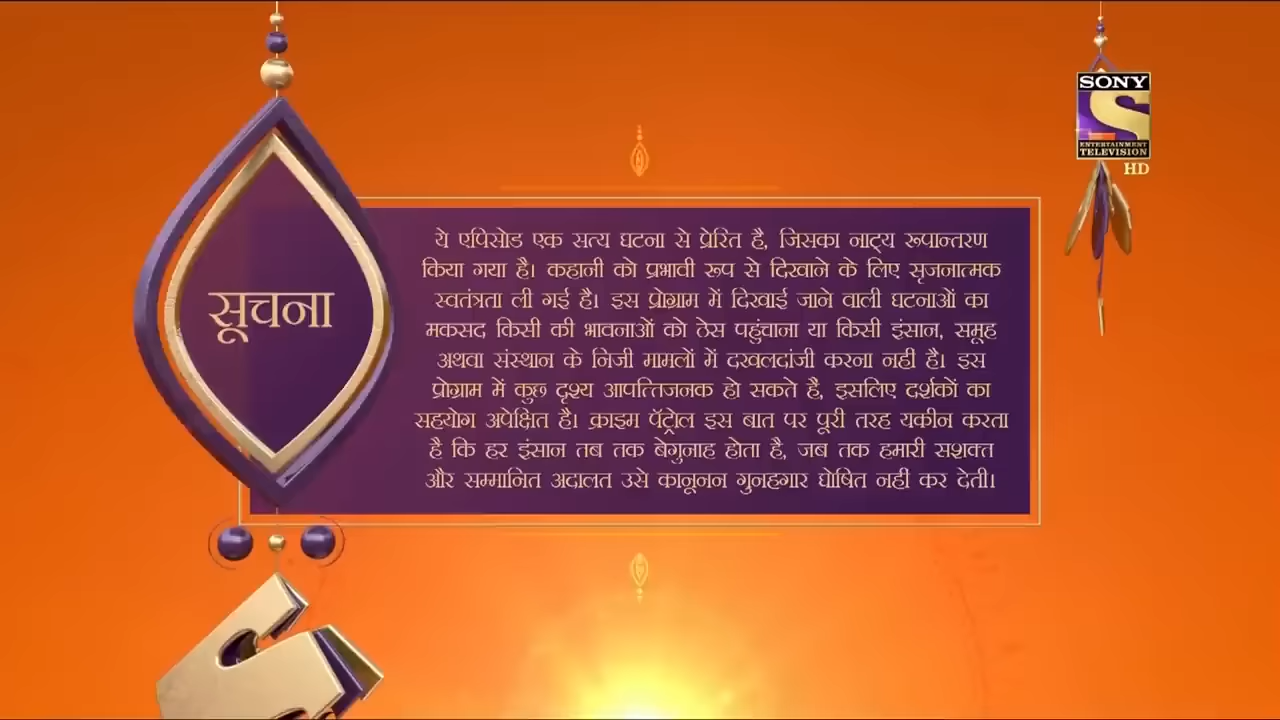 सूचना
ये एपिसोड एक सत्य घटना से प्रेरित है, जिसका नाट्य रूपान्तरण
किया गया है। कहानी को प्रभावी रूप से दिखाने के लिए सृजनात्मक
स्वतंत्रता ली गई है। इस प्रोग्राम में दिखाई जाने वाली घटनाओं का
मकसद किसी की भावनाओं को ठेस पहुंचाना या किसी इंसान, समूह
अथवा संस्थान के निजी मामलों में दखलदांजी करना नहीं है। इस
प्रोग्राम में कुछ दृश्य आपत्तिजनक हो सकते हैं, इसलिए दर्शकों का
सहयोग अपेक्षित है। क्राइम पॅट्रोल इस बात पर पूरी तरह यकीन करता
है कि हर इंसान तब तक बेगुनाह होता है, जब तक हमारी सशक्त
और सम्मानित अदालत उसे कानूनन गुनहगार घोषित नहीं कर देती।
SONY
ENTERTAINMENT
TELEVISION
HD